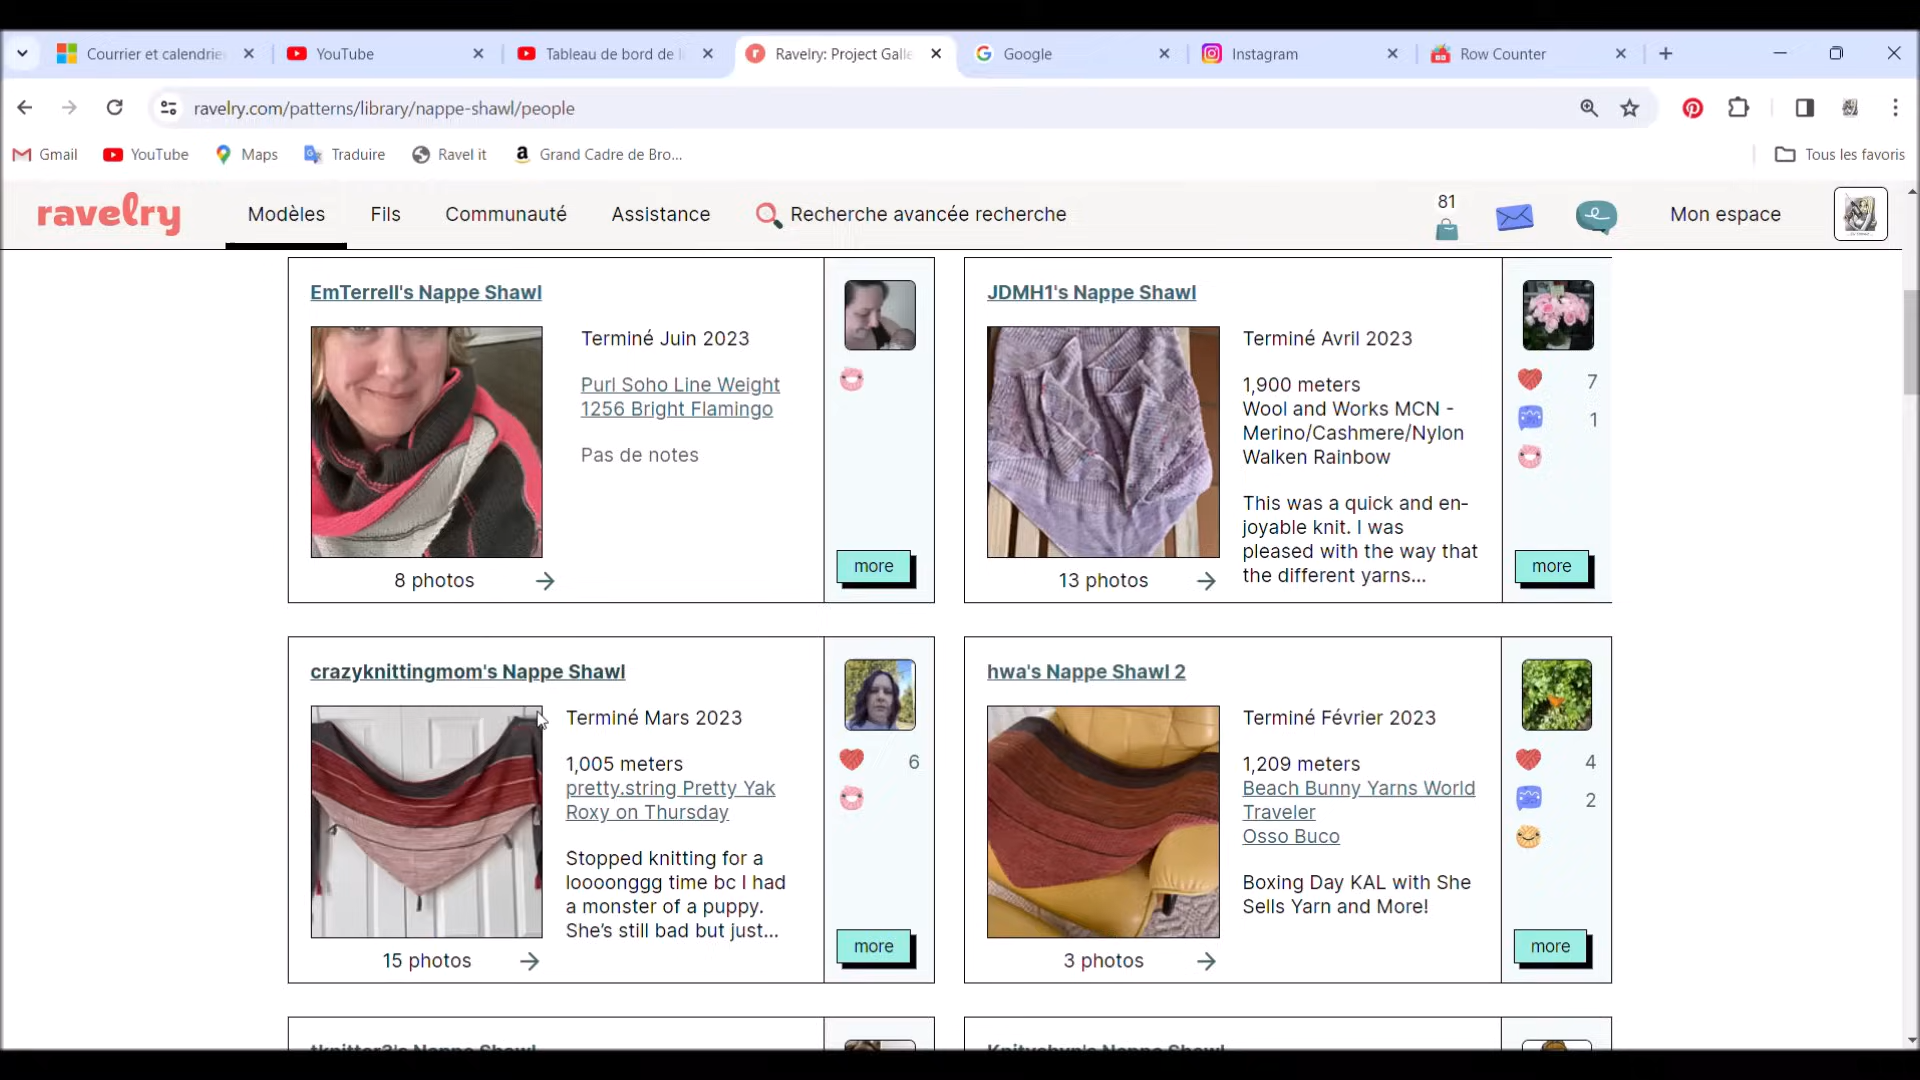 Courrier et calendrie
YouTube
Tableau de bord de l
Ravelry: Project Galle
Google
Instagram
Row Counter
ravelry.com/patterns/library/nappe-shawl/people
Gmail
YouTube
Maps
Traduire
Ravel it
Grand Cadre de Bro...
Tous les favoris
ravelry
Modèles
Fils
Communauté
Assistance
Recherche avancée recherche
81
Mon espace
EmTerrell's Nappe Shawl
Terminé Juin 2023
Purl Soho Line Weight
1256 Bright Flamingo
Pas de notes
8 photos
more
JDMH1's Nappe Shawl
Terminé Avril 2023
1,900 meters
Wool and Works MCN -
Merino/Cashmere/Nylon
Walken Rainbow
This was a quick and en-
joyable knit. I was
pleased with the way that
the different yarns...
13 photos
7
1
more
crazyknittingmom's Nappe Shawl
Terminé Mars 2023
1,005 meters
pretty.string Pretty Yak
Roxy on Thursday
Stopped knitting for a
loooonggg time bc I had
a monster of a puppy.
She's still bad but just...
15 photos
6
more
hwa's Nappe Shawl 2
Terminé Février 2023
1,209 meters
Beach Bunny Yarns World
Traveler
Osso Buco
Boxing Day KAL with She
Sells Yarn and More!
3 photos
4
2
more
tknitter3's Nappe Shawl
Nappe Shawl